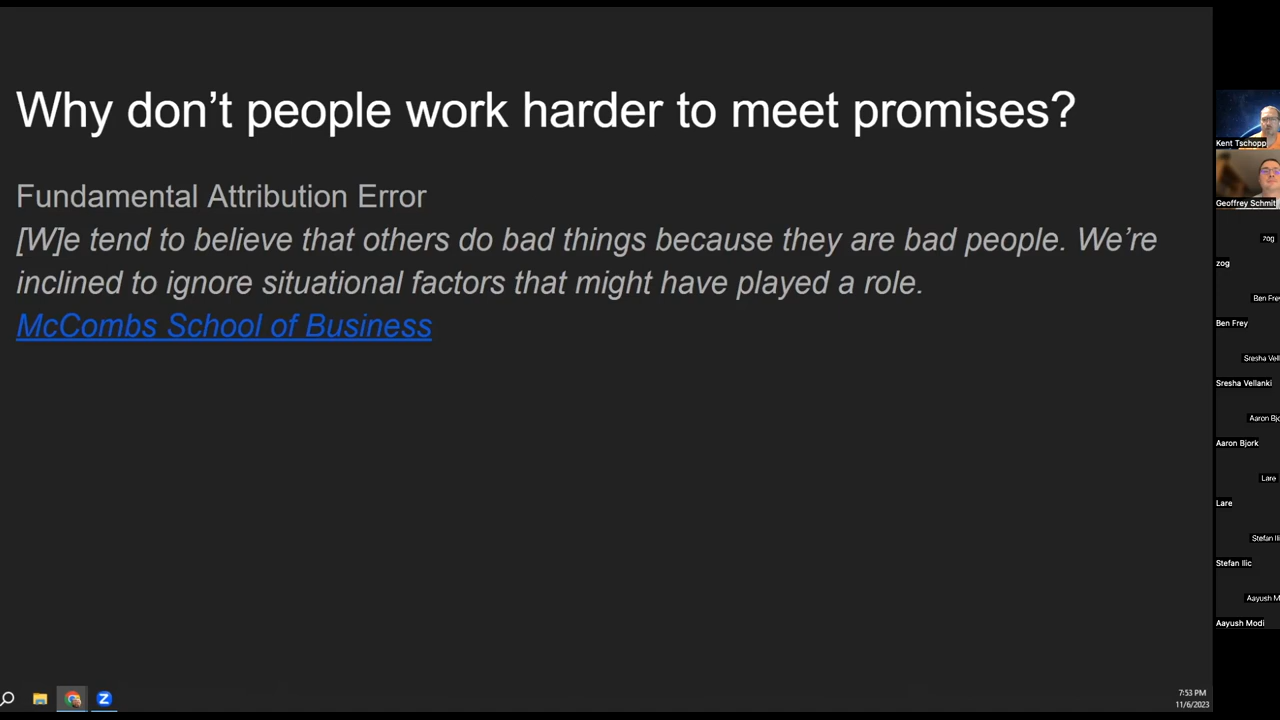 Why don’t people work harder to meet promises?
Fundamental Attribution Error
[W]e tend to believe that others do bad things because they are bad people. We’re
inclined to ignore situational factors that might have played a role.
McCombs School of Business
Kent Tschopp
Geoffrey Schmit
zog
zog
Ben Frey
Ben Frey
Sresha Vell
Sresha Vellanki
Aaron Bjo
Aaron Bjork
Lare
Lare
Stefan Ili
Stefan Ilic
Aayush M
Aayush Modi
7:53 PM
11/6/2023